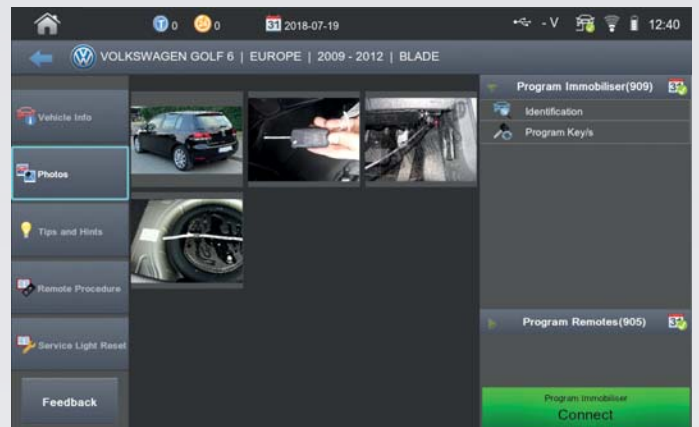 0
0
31 2018-07-19
- V
12:40
VOLKSWAGEN GOLF 6 | EUROPE | 2009 - 2012 | BLADE
Vehicle Info
Photos
Tips and Hints
Remote Procedure
Service Light Reset
Feedback
Program Immobiliser(909)
Identification
Program Key/s
Program Remotes(905)
Program Immobiliser
Connect